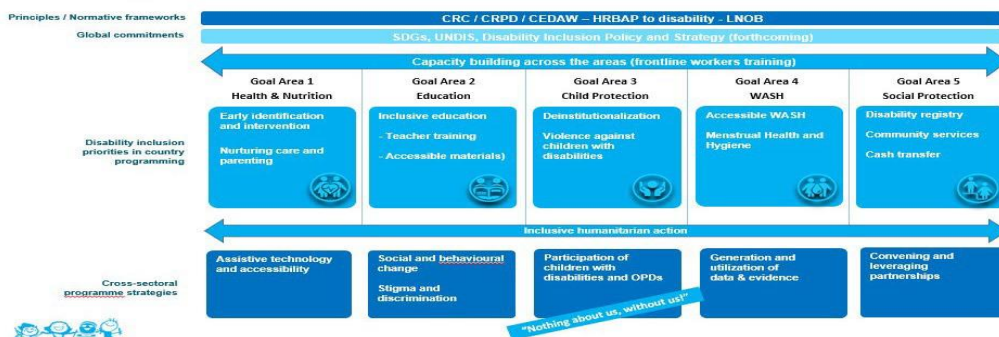 Principles / Normative frameworks
CRC / CRPD / CEDAW – HRBAP to disability - LNOB
Global commitments
SDGs, UNDIS, Disability Inclusion Policy and Strategy (forthcoming)
Capacity building across the areas (frontline workers training)
Goal Area 1
Health & Nutrition
Goal Area 2
Education
Goal Area 3
Child Protection
Goal Area 4
WASH
Goal Area 5
Social Protection
Disability inclusion
priorities in country
programming
Early identification
and intervention
Nurturing care and
parenting
Inclusive education
- Teacher training
- Accessible materials)
Deinstitutionalization
Violence against
children with
disabilities
Accessible WASH
Menstrual Health and
Hygiene
Disability registry
Community services
Cash transfer
Inclusive humanitarian action
Cross-sectoral
programme strategies
Assistive technology
and accessibility
Social and behavioural
change
Stigma and
discrimination
Participation of
children with
disabilities and OPDs
Generation and
utilization of
data & evidence
Convening and
leveraging
partnerships
"Nothing about us, without us!"